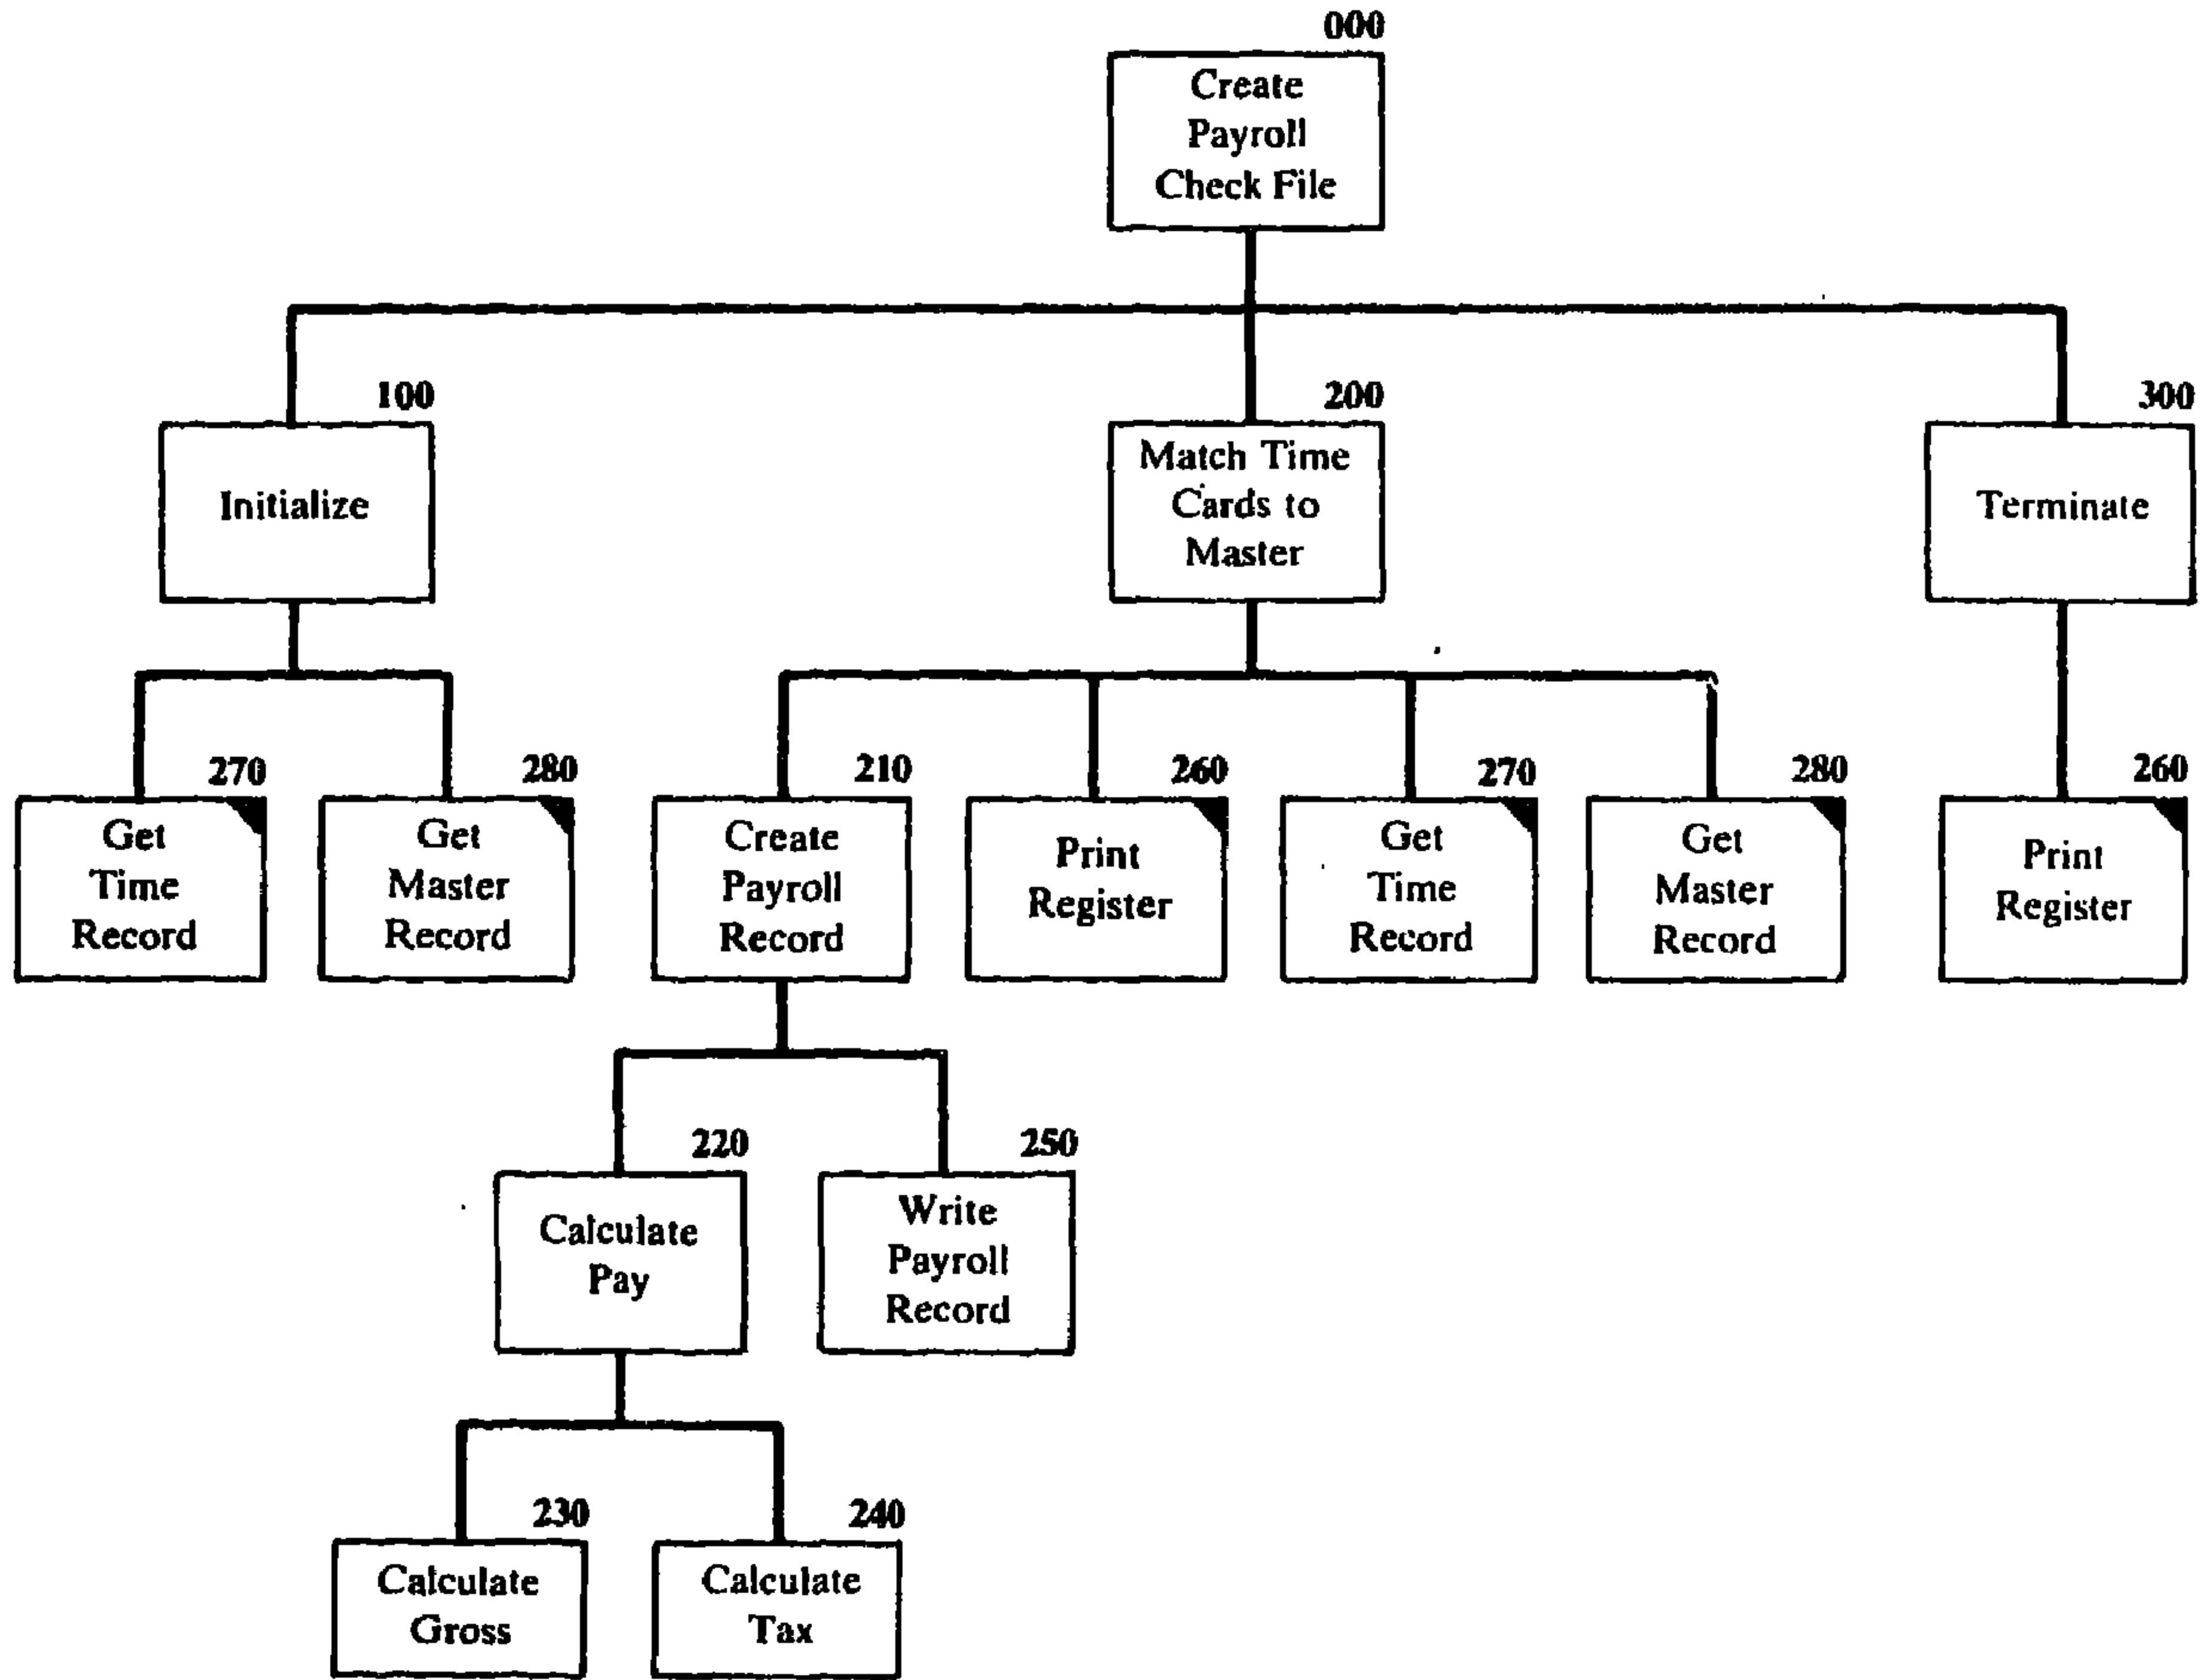 000
Create
Payroll
Check File
100
Initialize
200
Match Time
Cards to
Master
300
Terminate
270
Get
Time
Record
280
Get
Master
Record
210
Create
Payroll
Record
260
Print
Register
270
Get
Time
Record
280
Get
Master
Record
260
Print
Register
220
Calculate
Pay
250
Write
Payroll
Record
230
Calculate
Gross
240
Calculate
Tax